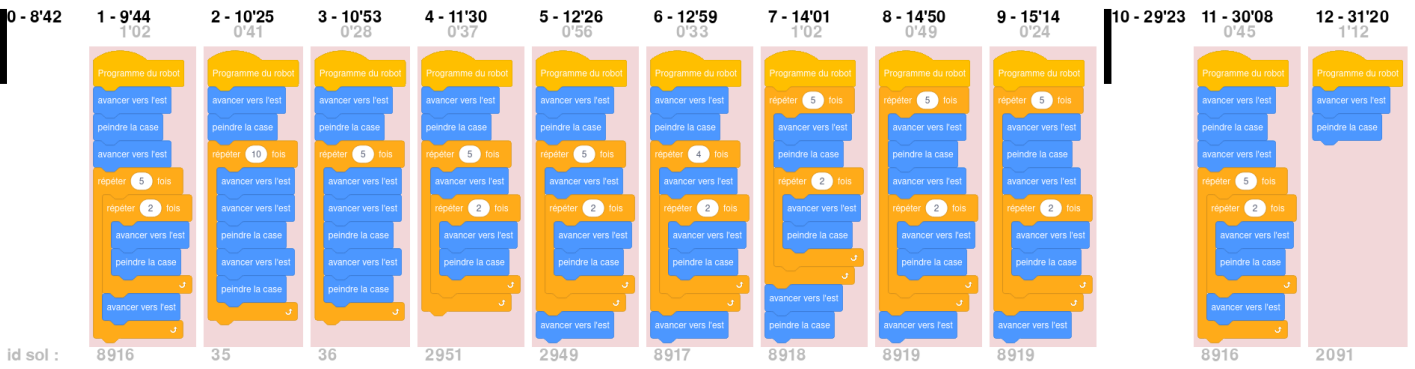 0 - 8'42 1 - 9'44 2 - 10'25 3 - 10'53 4 - 11'30 5 - 12'26 6 - 12'59 7 - 14'01 8 - 14'50 9 - 15'14 10 - 29'23 11 - 30'08 12 - 31'20
1'02 0'41 0'28 0'37 0'56 0'33 1'02 0'49 0'24 0'45 1'12
Programme du robot
avancer vers l'est
peindre la case
avancer vers l'est
répéter 5 fois
répéter 2 fois
avancer vers l'est
peindre la case
avancer vers l'est
Programme du robot
avancer vers l'est
peindre la case
répéter 10 fois
avancer vers l'est
avancer vers l'est
peindre la case
avancer vers l'est
peindre la case
Programme du robot
avancer vers l'est
peindre la case
répéter 5 fois
avancer vers l'est
avancer vers l'est
peindre la case
avancer vers l'est
peindre la case
Programme du robot
avancer vers l'est
peindre la case
répéter 5 fois
avancer vers l'est
répéter 2 fois
avancer vers l'est
peindre la case
Programme du robot
avancer vers l'est
peindre la case
répéter 5 fois
avancer vers l'est
répéter 2 fois
avancer vers l'est
peindre la case
avancer vers l'est
Programme du robot
avancer vers l'est
peindre la case
répéter 4 fois
avancer vers l'est
répéter 2 fois
avancer vers l'est
peindre la case
avancer vers l'est
Programme du robot
répéter 5 fois
avancer vers l'est
peindre la case
répéter 2 fois
avancer vers l'est
peindre la case
avancer vers l'est
peindre la case
Programme du robot
répéter 5 fois
avancer vers l'est
peindre la case
avancer vers l'est
répéter 2 fois
avancer vers l'est
peindre la case
avancer vers l'est
Programme du robot
répéter 5 fois
avancer vers l'est
peindre la case
avancer vers l'est
répéter 2 fois
avancer vers l'est
peindre la case
avancer vers l'est
Programme du robot
avancer vers l'est
peindre la case
avancer vers l'est
répéter 5 fois
répéter 2 fois
avancer vers l'est
peindre la case
avancer vers l'est
Programme du robot
avancer vers l'est
peindre la case
id sol : 8916 35 36 2951 2949 8917 8918 8919 8919 8916 2091